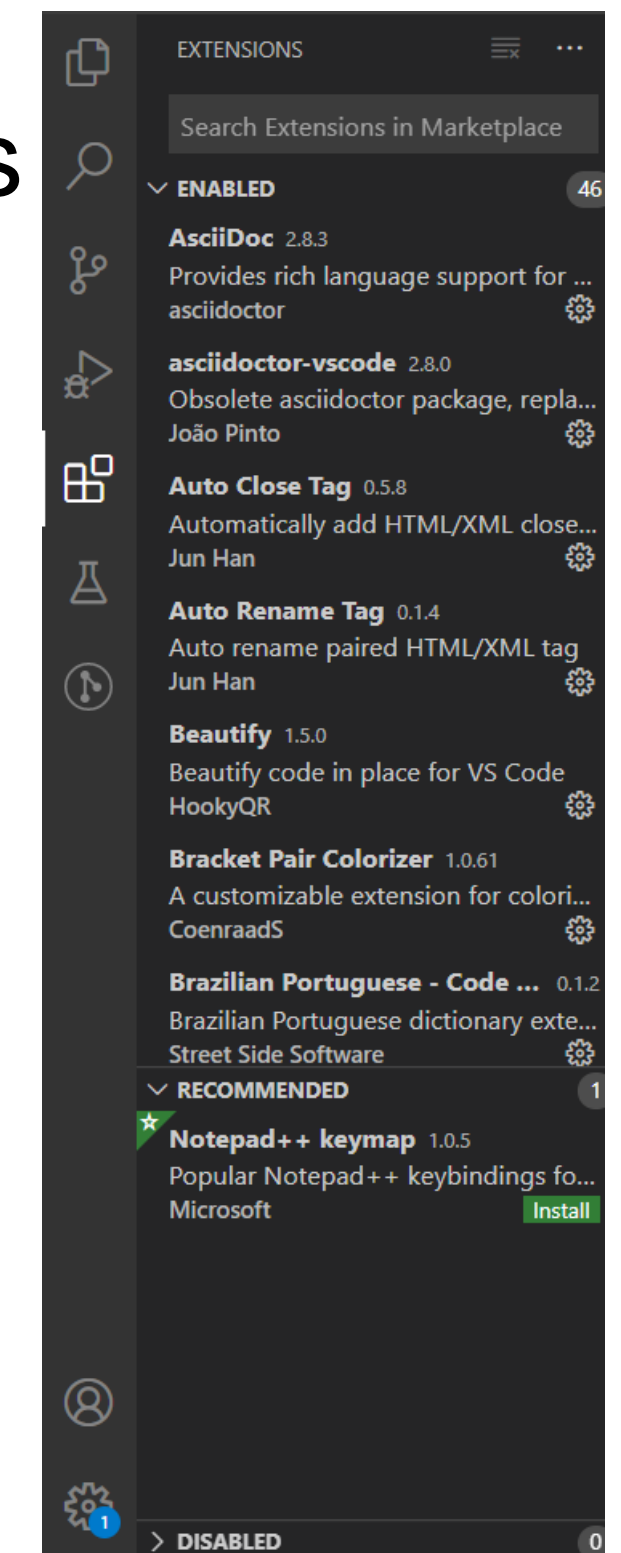 s
EXTENSIONS
Search Extensions in Marketplace
ENABLED 46
AsciiDoc 2.8.3
Provides rich language support for ...
asciidoctor
asciidoctor-vscode 2.8.0
Obsolete asciidoctor package, repla...
João Pinto
Auto Close Tag 0.5.8
Automatically add HTML/XML close...
Jun Han
Auto Rename Tag 0.1.4
Auto rename paired HTML/XML tag
Jun Han
Beautify 1.5.0
Beautify code in place for VS Code
HookyQR
Bracket Pair Colorizer 1.0.61
A customizable extension for colori...
CoenraadS
Brazilian Portuguese - Code ... 0.1.2
Brazilian Portuguese dictionary exte...
Street Side Software
RECOMMENDED 1
Notepad++ keymap 1.0.5
Popular Notepad++ keybindings fo...
Microsoft Install
1
DISABLED 0